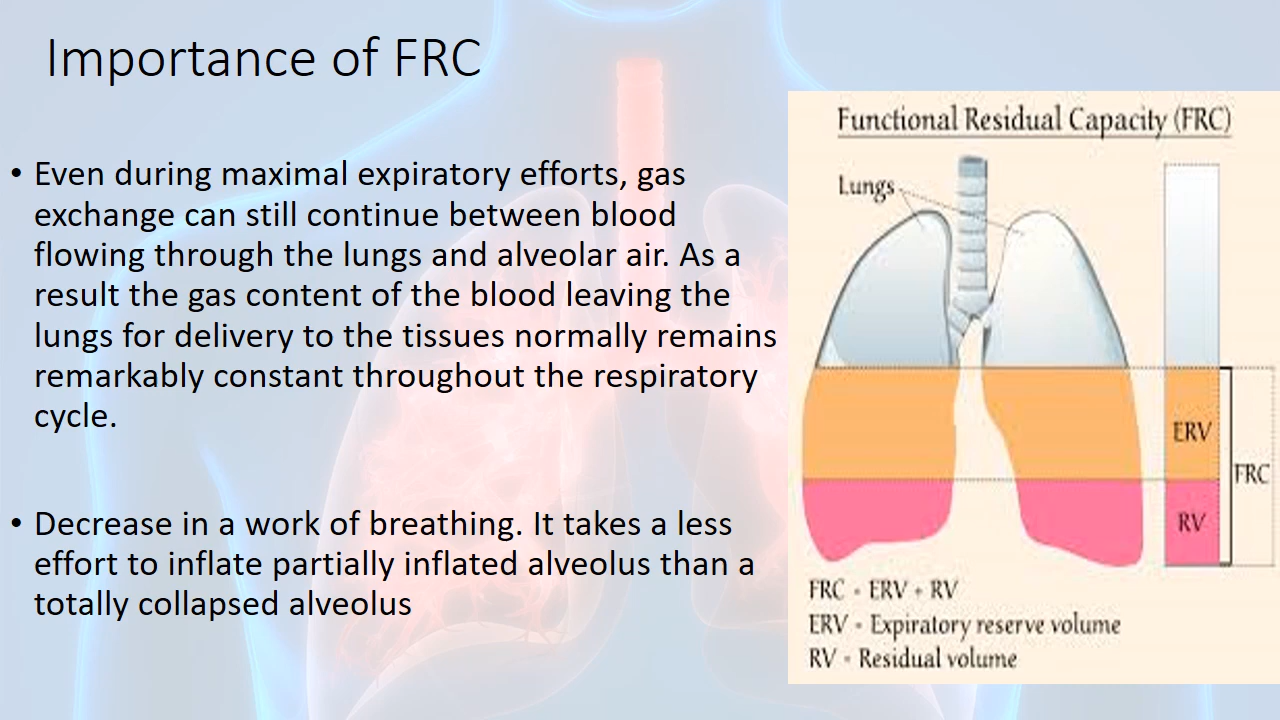 Importance of FRC
• Even during maximal expiratory efforts, gas
exchange can still continue between blood
flowing through the lungs and alveolar air. As a
result the gas content of the blood leaving the
lungs for delivery to the tissues normally remains
remarkably constant throughout the respiratory
cycle.
• Decrease in a work of breathing. It takes a less
effort to inflate partially inflated alveolus than a
totally collapsed alveolus
Functional Residual Capacity (FRC)
Lungs
ERV
FRC
RV
FRC = ERV + RV
ERV = Expiratory reserve volume
RV = Residual volume